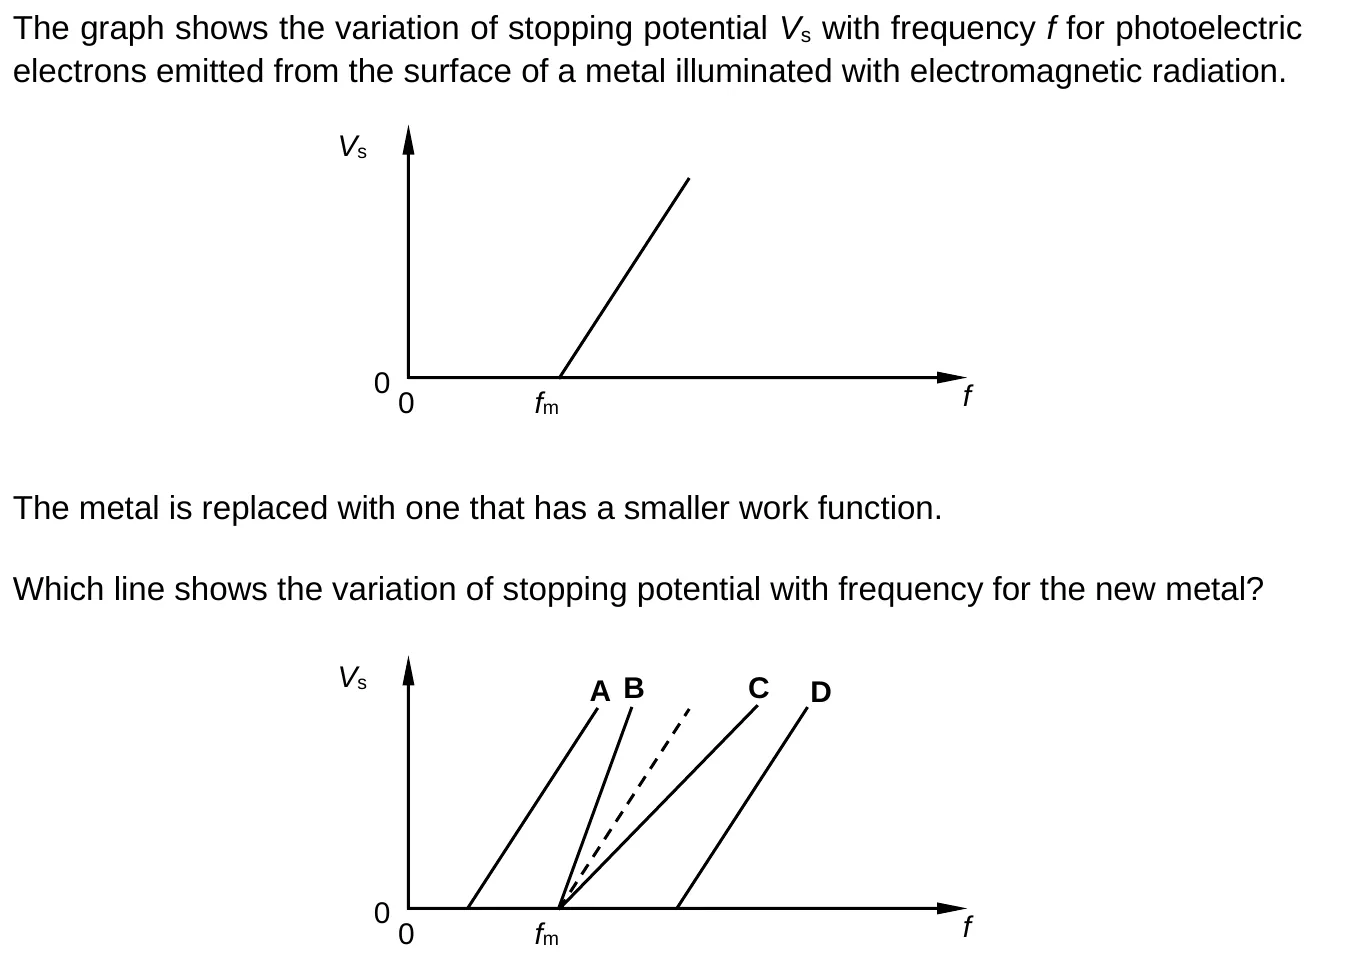 The graph shows the variation of stopping potential Vs with frequency f for photoelectric
electrons emitted from the surface of a metal illuminated with electromagnetic radiation.
Vs
0
0
fm
f
The metal is replaced with one that has a smaller work function.
Which line shows the variation of stopping potential with frequency for the new metal?
Vs
A B C D
0
0
fm
f